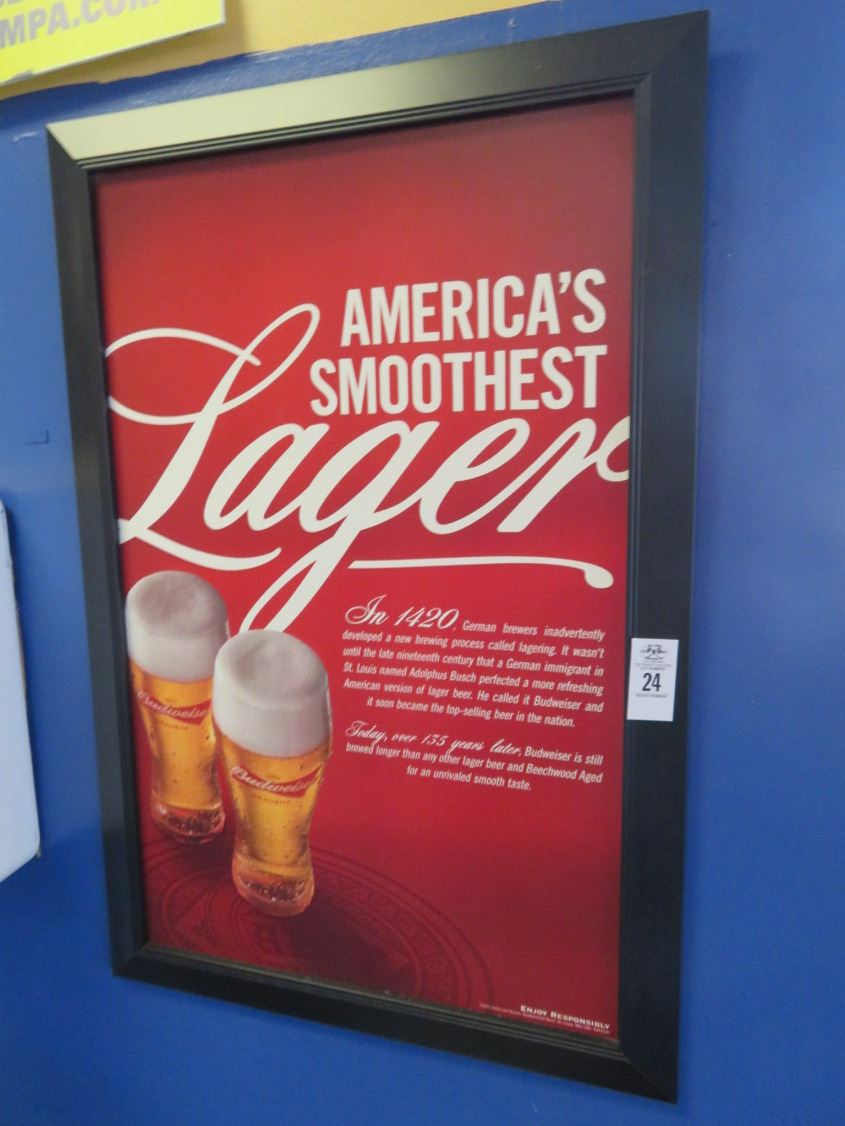 MPA.COM
AMERICA'S
SMOOTHEST
Lager
In 1420, German brewers inadvertently
developed a new brewing process called lagering. It wasn't
until the late nineteenth century that a German immigrant in
St. Louis named Adolphus Busch perfected a more refreshing
American version of lager beer. He called it Budweiser and
it soon became the top-selling beer in the nation.
Today, over 135 years later, Budweiser is still
brewed longer than any other lager beer and Beechwood Aged
for an unrivaled smooth taste.
Budweiser
Budweiser
24
ENJOY RESPONSIBLY